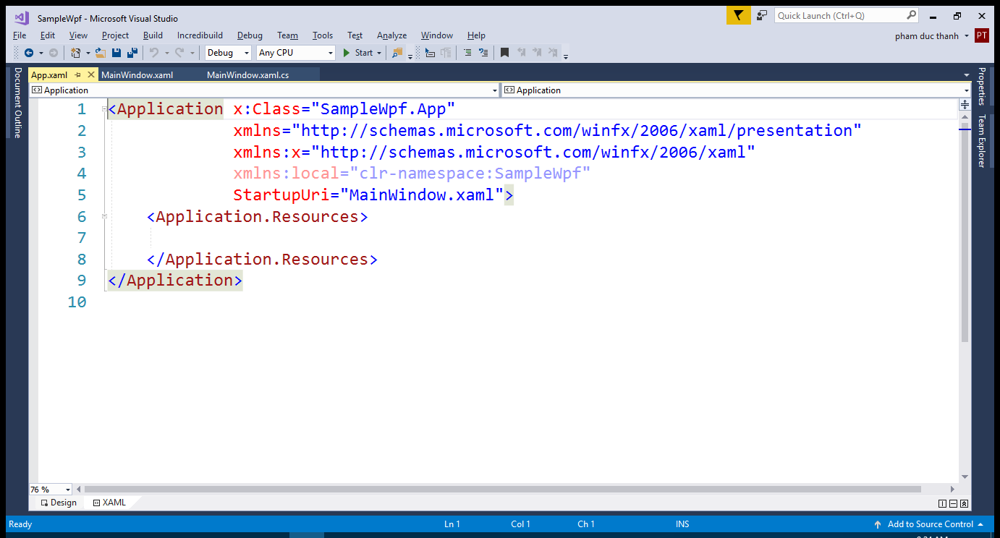 SampleWpf - Microsoft Visual Studio
Quick Launch (Ctrl+Q)
File Edit View Project Build Incredibuild Debug Team Tools Test Analyze Window Help
pham duc thanh PT
Debug Any CPU Start
Document Outline
App.xaml MainWindow.xaml MainWindow.xaml.cs
Application Application
1 <Application x:Class="SampleWpf.App"
2 xmlns="http://schemas.microsoft.com/winfx/2006/xaml/presentation"
3 xmlns:x="http://schemas.microsoft.com/winfx/2006/xaml"
4 xmlns:local="clr-namespace:SampleWpf"
5 StartupUri="MainWindow.xaml">
6 <Application.Resources>
7
8 </Application.Resources>
9 </Application>
10
Properties
Team Explorer
76 %
Design XAML
Ready Ln 1 Col 1 Ch 1 INS Add to Source Control